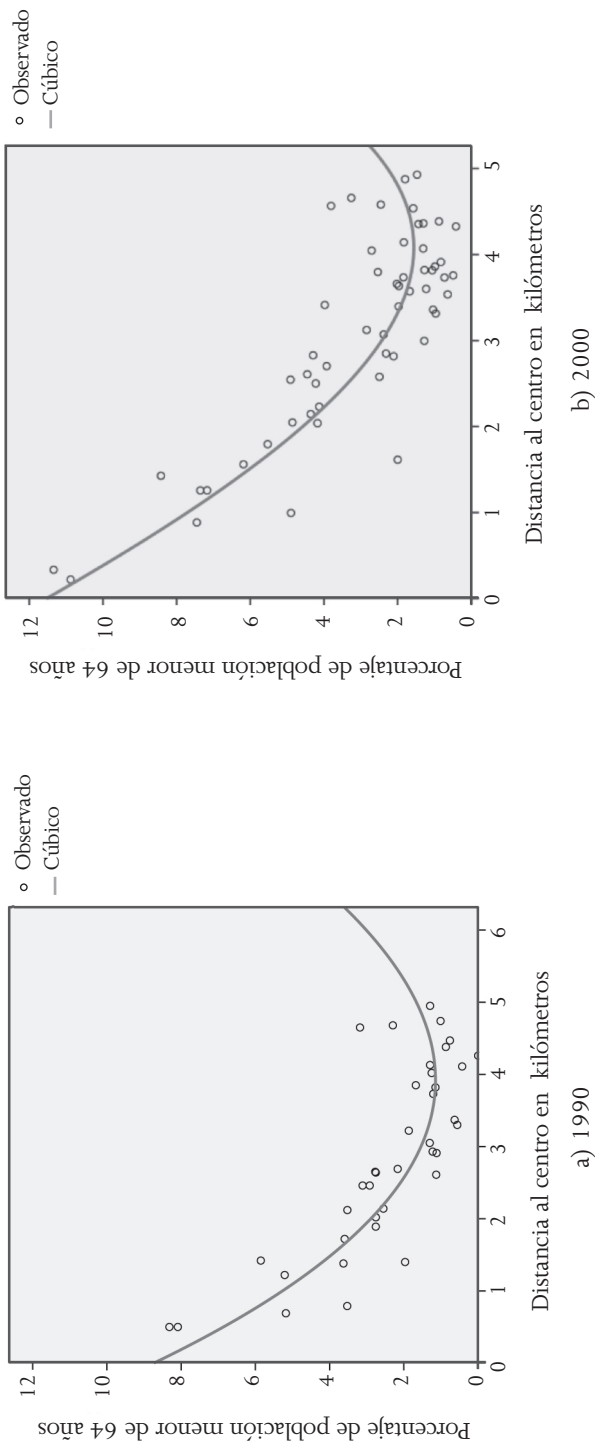 Observado
Cúbico
Porcentaje de población menor de 64 años
12
10
8
6
4
2
0
0
1
2
3
4
5
6
Distancia al centro en kilómetros
a) 1990
Observado
Cúbico
Porcentaje de población menor de 64 años
12
10
8
6
4
2
0
0
1
2
3
4
5
Distancia al centro en kilómetros
b) 2000